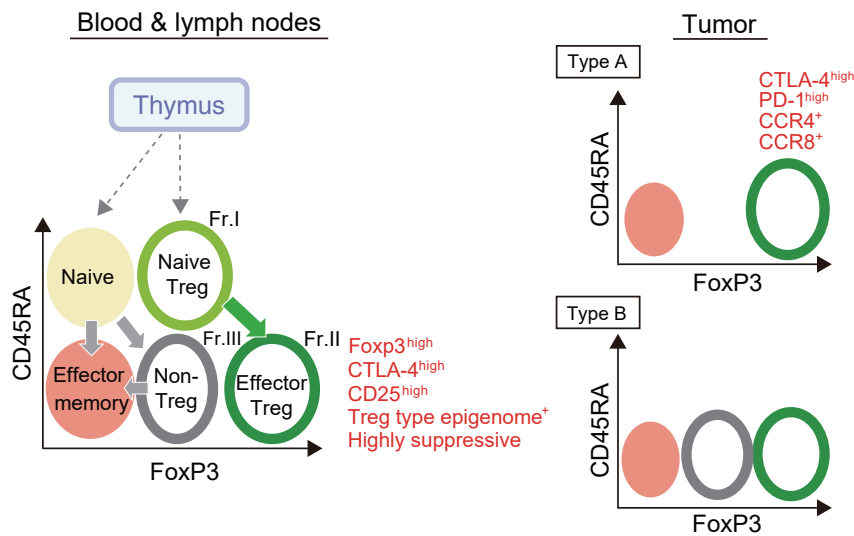 Blood & lymph nodes
Thymus
CD45RA
Fr.I
Naive
Naive
Treg
Fr.III
Fr.II
Effector
memory
Non-
Treg
Effector
Treg
FoxP3
Foxp3high
CTLA-4high
CD25high
Treg type epigenome+
Highly suppressive
Tumor
Type A
CTLA-4high
PD-1high
CCR4+
CCR8+
CD45RA
FoxP3
Type B
CD45RA
FoxP3